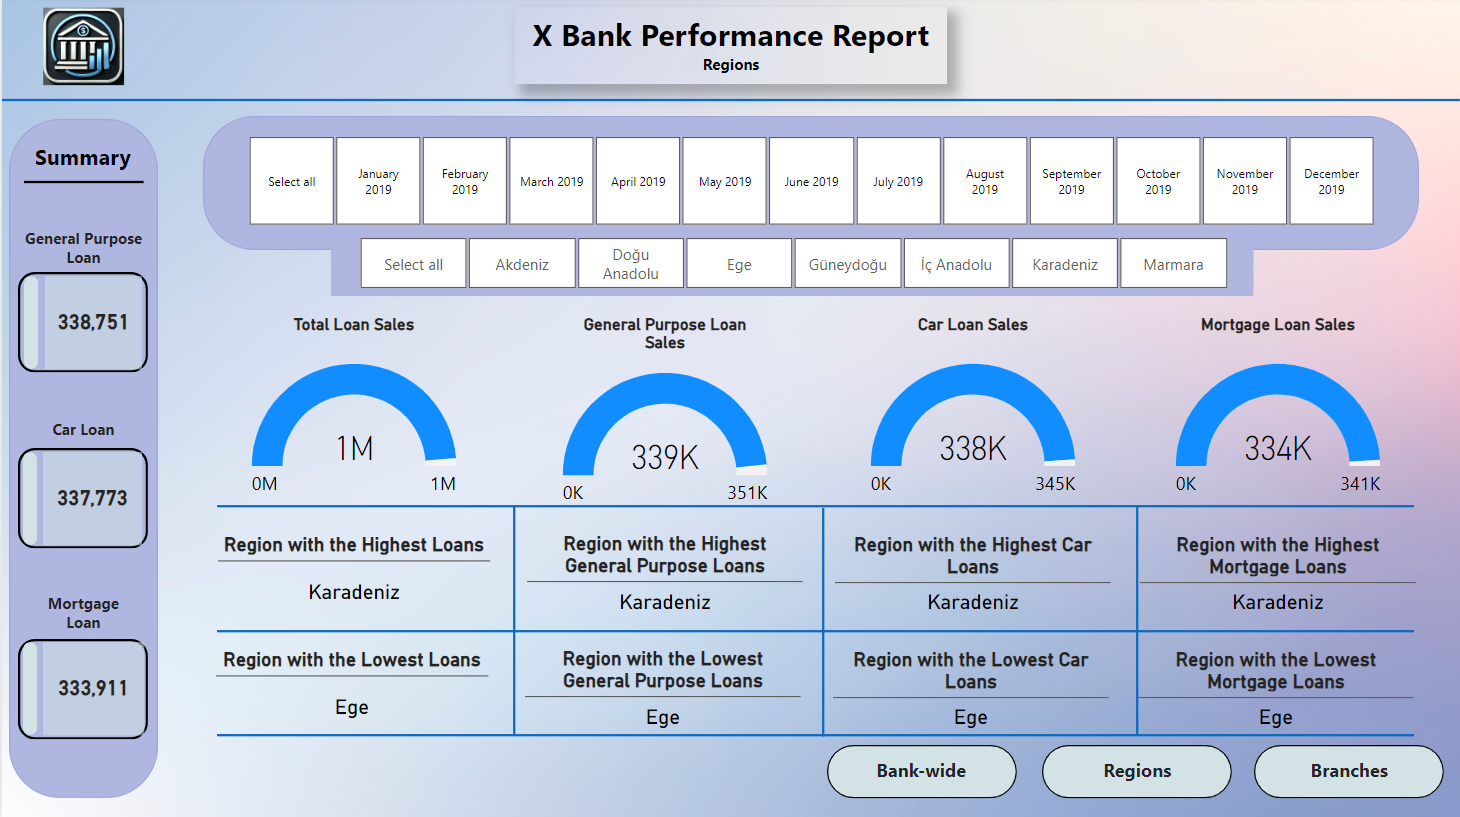 X Bank Performance Report
Regions
Summary
General Purpose
Loan
338,751
Car Loan
337,773
Mortgage
Loan
333,911
Select all
January
2019
February
2019
March 2019
April 2019
May 2019
June 2019
July 2019
August
2019
September
2019
October
2019
November
2019
December
2019
Select all
Akdeniz
Doğu
Anadolu
Ege
Güneydoğu
İç Anadolu
Karadeniz
Marmara
Total Loan Sales
1M
0M
1M
General Purpose Loan
Sales
339K
0K
351K
Car Loan Sales
338K
0K
345K
Mortgage Loan Sales
334K
0K
341K
Region with the Highest Loans
Karadeniz
Region with the Highest
General Purpose Loans
Karadeniz
Region with the Highest Car
Loans
Karadeniz
Region with the Highest
Mortgage Loans
Karadeniz
Region with the Lowest Loans
Ege
Region with the Lowest
General Purpose Loans
Ege
Region with the Lowest Car
Loans
Ege
Region with the Lowest
Mortgage Loans
Ege
Bank-wide
Regions
Branches